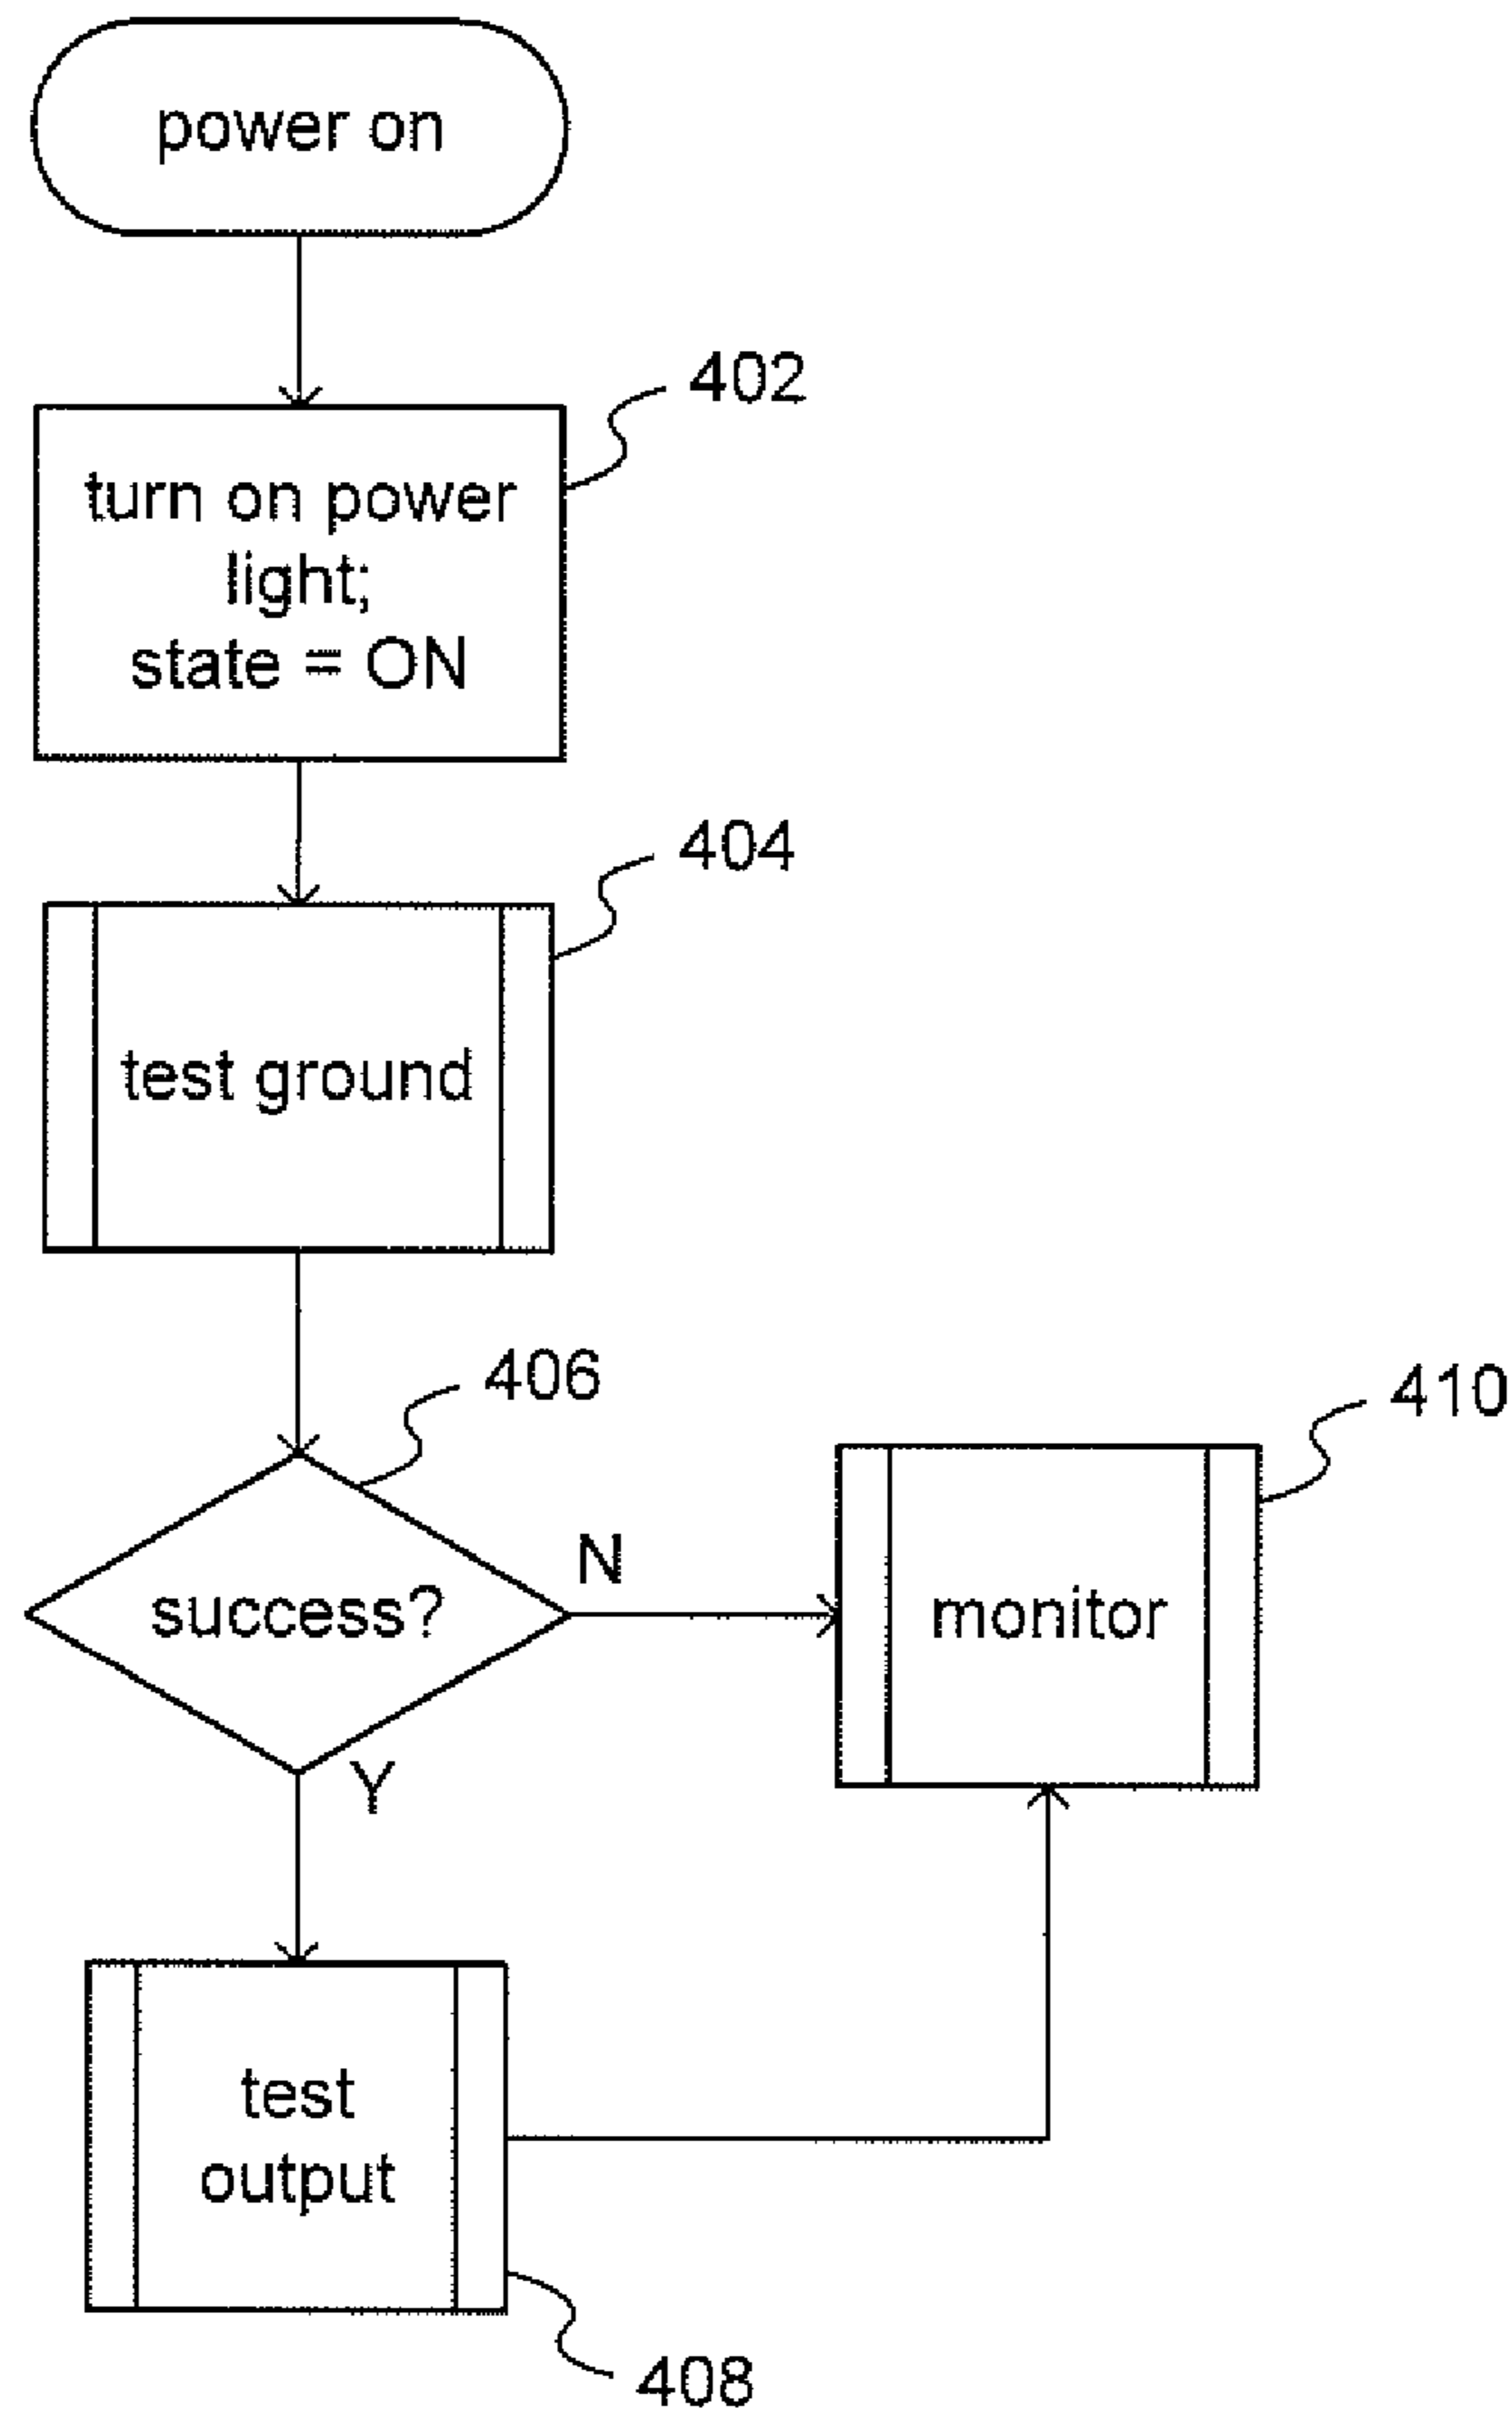 power on
402
turn on power
light;
state = ON
404
test ground
406
410
N
success?
monitor
Y
test
output
408